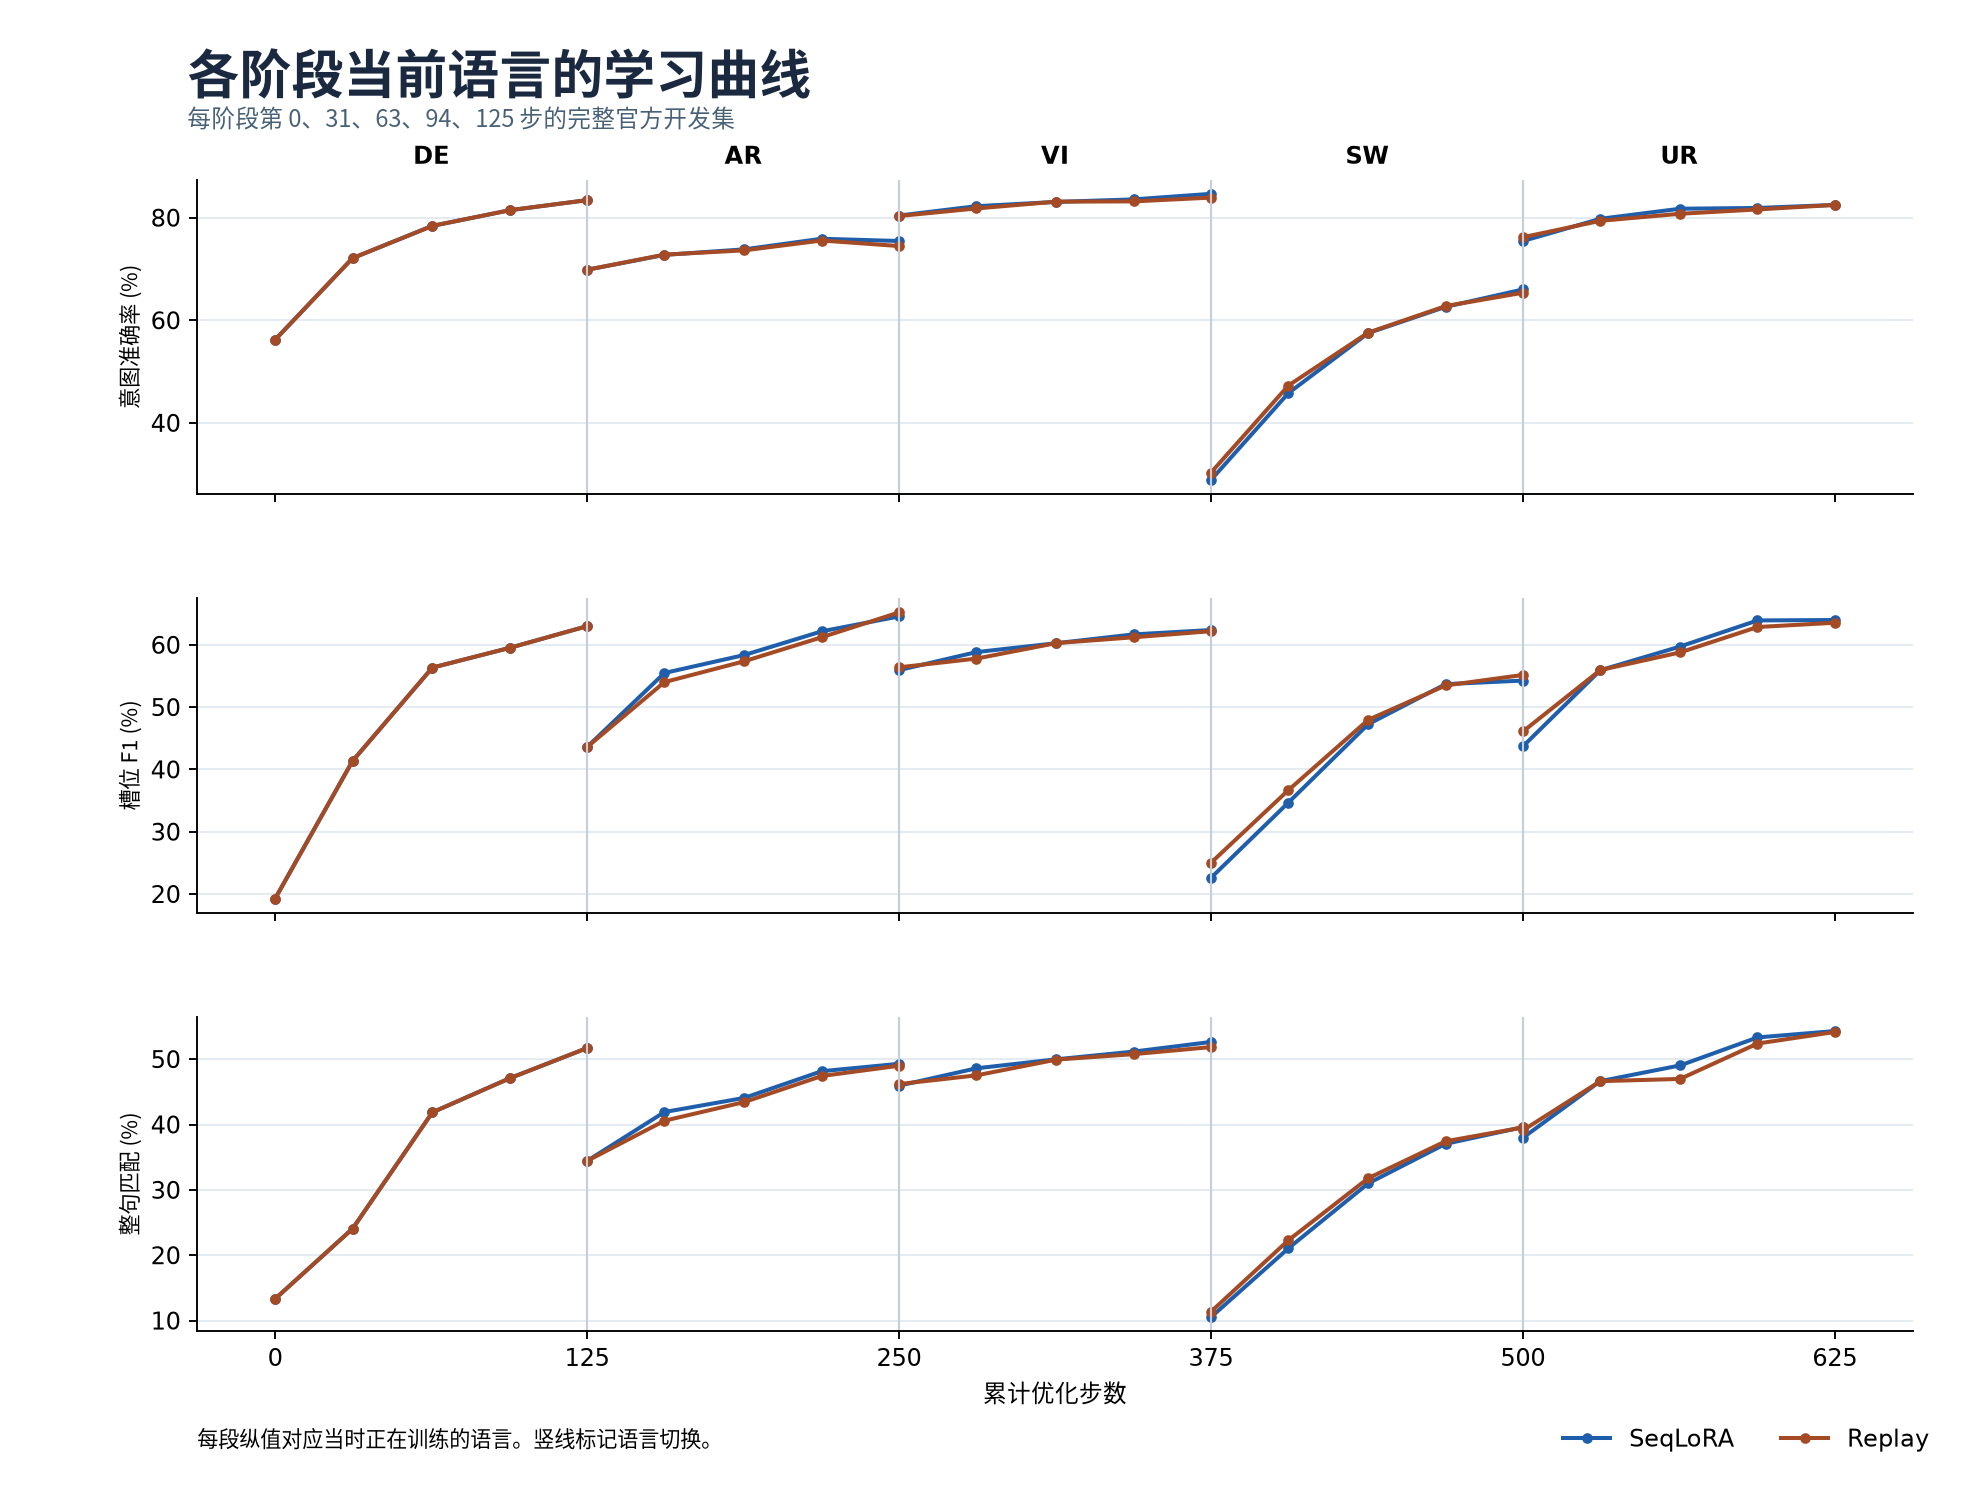 各阶段当前语言的学习曲线
每阶段第 0、31、63、94、125 步的完整官方开发集
DE AR VI SW UR
意图准确率 (%)
80
60
40
槽位 F1 (%)
60
50
40
30
20
整句匹配 (%)
50
40
30
20
10
0 125 250 375 500 625
累计优化步数
每段纵值对应当时正在训练的语言。竖线标记语言切换。
SeqLoRA Replay